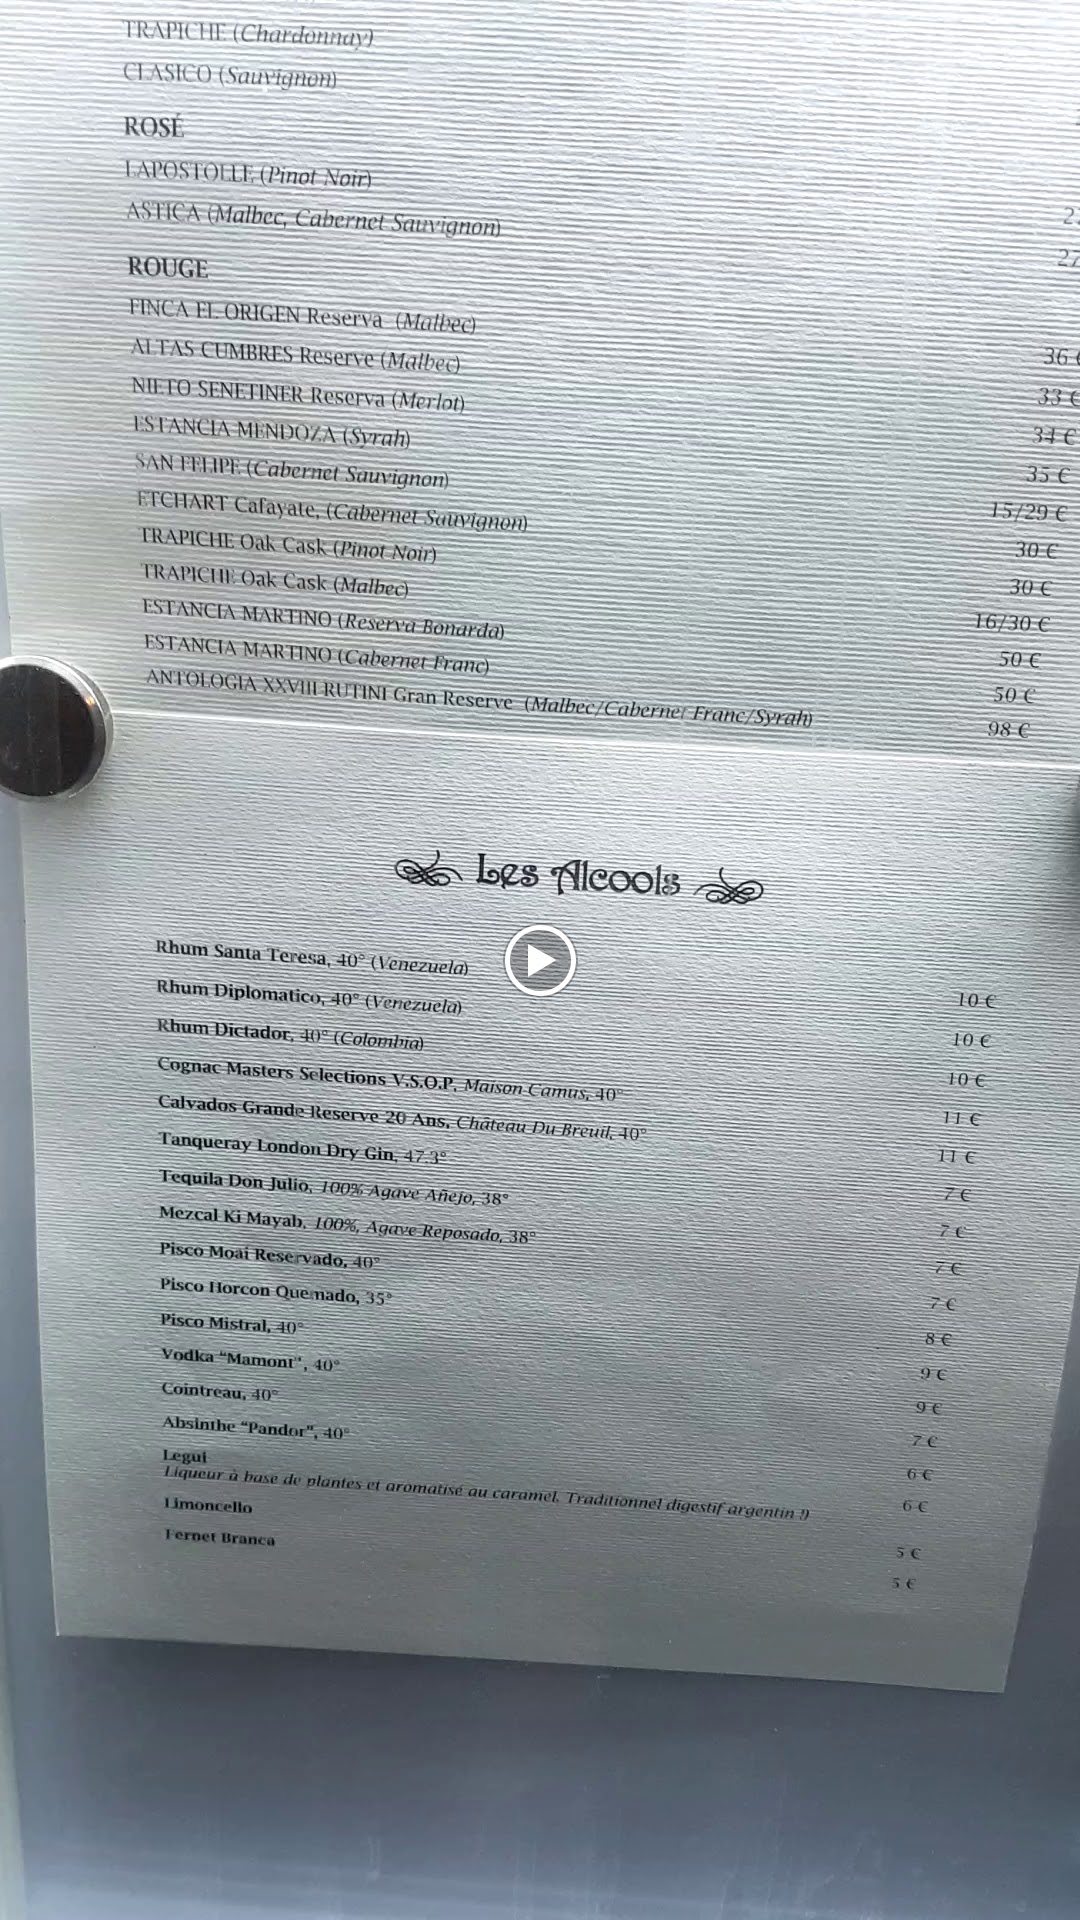 TRAPICHE (Chardonnay)
CLASICO (Sauvignon)
ROSÉ
LAPOSTOLLE (Pinot Noir)
ASTICA (Malbec, Cabernet Sauvignon) 27
ROUGE
FINCA EL ORIGEN Reserva (Malbec) 36 €
ALTAS CUMBRES Reserve (Malbec) 33 €
NIETO SENETINER Reserva (Merlot) 34 €
ESTANCIA MENDOZA (Syrah) 35 €
SAN FELIPE (Cabernet Sauvignon) 15/29 €
ETCHART Cafayate, (Cabernet Sauvignon) 30 €
TRAPICHE Oak Cask (Pinot Noir) 30 €
TRAPICHE Oak Cask (Malbec) 16/30 €
ESTANCIA MARTINO (Reserva Bonarda) 50 €
ESTANCIA MARTINO (Cabernet Franc) 50 €
ANTOLOGIA XXVIII RUTINI Gran Reserve (Malbec/Cabernet Franc/Syrah) 98 €
Les Alcools
Rhum Santa Teresa, 40° (Venezuela) 10 €
Rhum Diplomatico, 40° (Venezuela) 10 €
Rhum Dictador, 40° (Colombia) 10 €
Cognac Masters Selections V.S.O.P, Maison Camus, 40° 11 €
Calvados Grande Reserve 20 Ans, Château Du Breuil, 40° 11 €
Tanqueray London Dry Gin, 47.3° 7 €
Tequila Don Julio, 100% Agave Añejo, 38° 7 €
Mezcal Ki Mayab, 100%, Agave Reposado, 38° 7 €
Pisco Moai Reservado, 40° 7 €
Pisco Horcon Quemado, 35° 8 €
Pisco Mistral, 40° 9 €
Vodka "Mamont", 40° 9 €
Cointreau, 40° 7 €
Absinthe "Pandor", 40° 6 €
Legui 6 €
Liqueur à base de plantes et aromatisé au caramel, Traditionnel digestif argentin !)
Limoncello 5 €
Fernet Branca 5 €